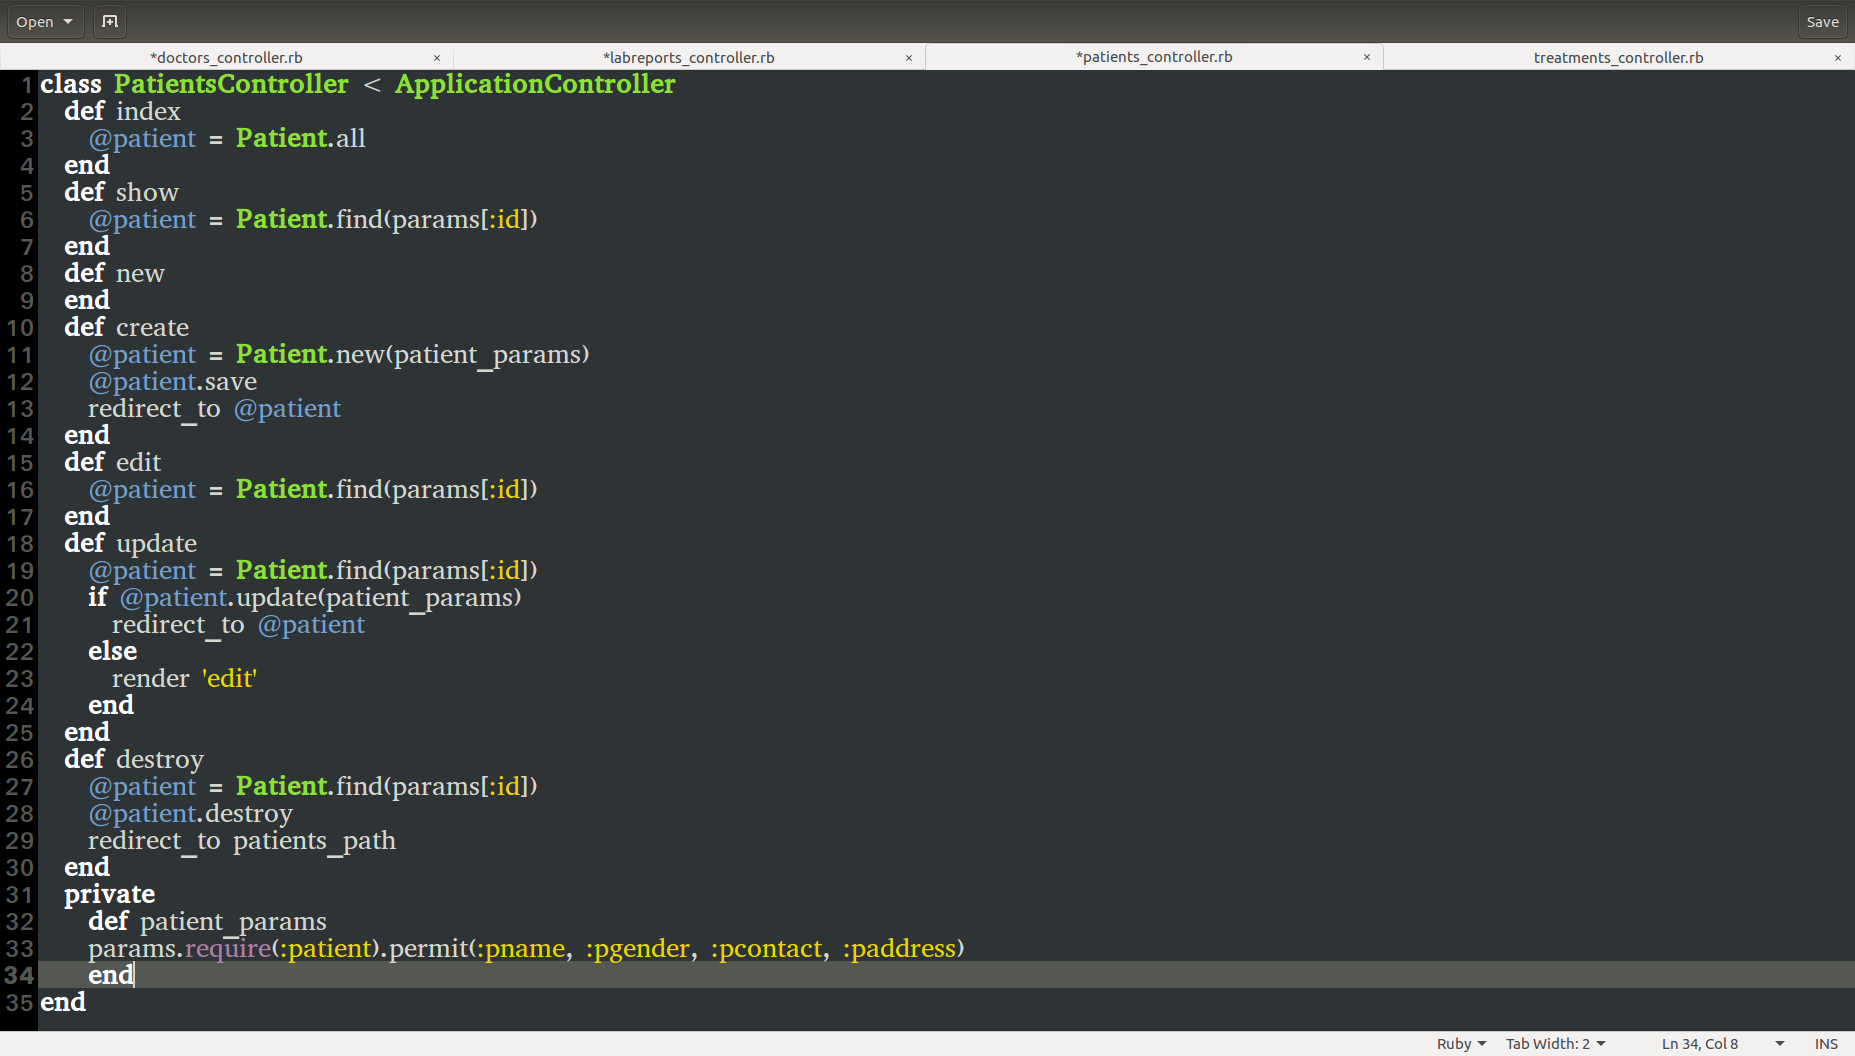 Open
Save
*doctors_controller.rb × *labreports_controller.rb × *patients_controller.rb × treatments_controller.rb ×
1 class PatientsController < ApplicationController
2   def index
3     @patient = Patient.all
4   end
5   def show
6     @patient = Patient.find(params[:id])
7   end
8   def new
9   end
10   def create
11     @patient = Patient.new(patient_params)
12     @patient.save
13     redirect_to @patient
14   end
15   def edit
16     @patient = Patient.find(params[:id])
17   end
18   def update
19     @patient = Patient.find(params[:id])
20     if @patient.update(patient_params)
21       redirect_to @patient
22     else
23       render 'edit'
24     end
25   end
26   def destroy
27     @patient = Patient.find(params[:id])
28     @patient.destroy
29     redirect_to patients_path
30   end
31   private
32     def patient_params
33     params.require(:patient).permit(:pname, :pgender, :pcontact, :paddress)
34     end
35 end
Ruby Tab Width: 2 Ln 34, Col 8 INS